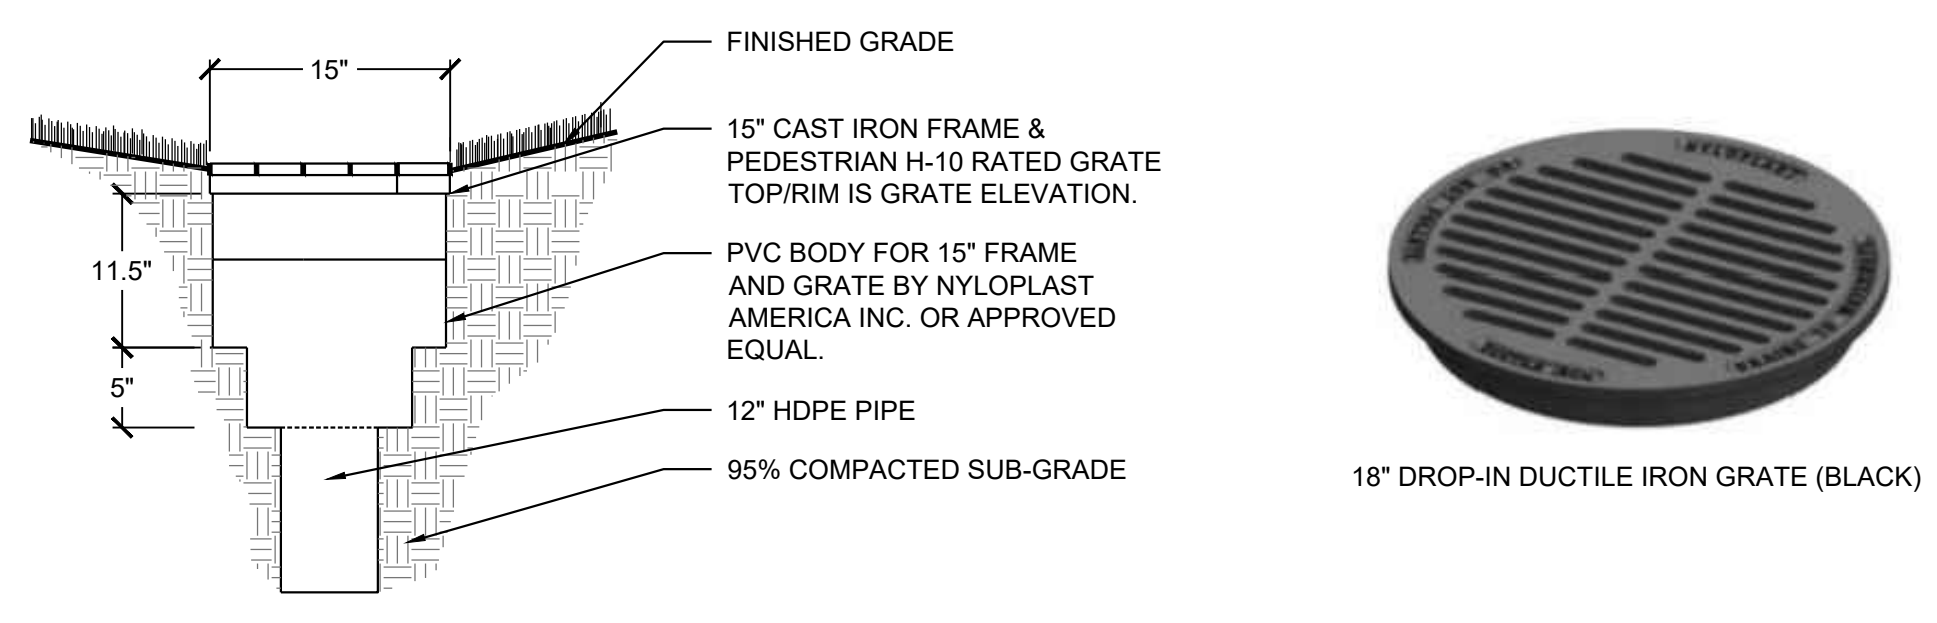 15"
FINISHED GRADE
15" CAST IRON FRAME &
PEDESTRIAN H-10 RATED GRATE
TOP/RIM IS GRATE ELEVATION.
11.5"
PVC BODY FOR 15" FRAME
AND GRATE BY NYLOPLAST
AMERICA INC. OR APPROVED
EQUAL.
5"
12" HDPE PIPE
95% COMPACTED SUB-GRADE
NYLOPLAST
18" DROP-IN DUCTILE IRON GRATE (BLACK)